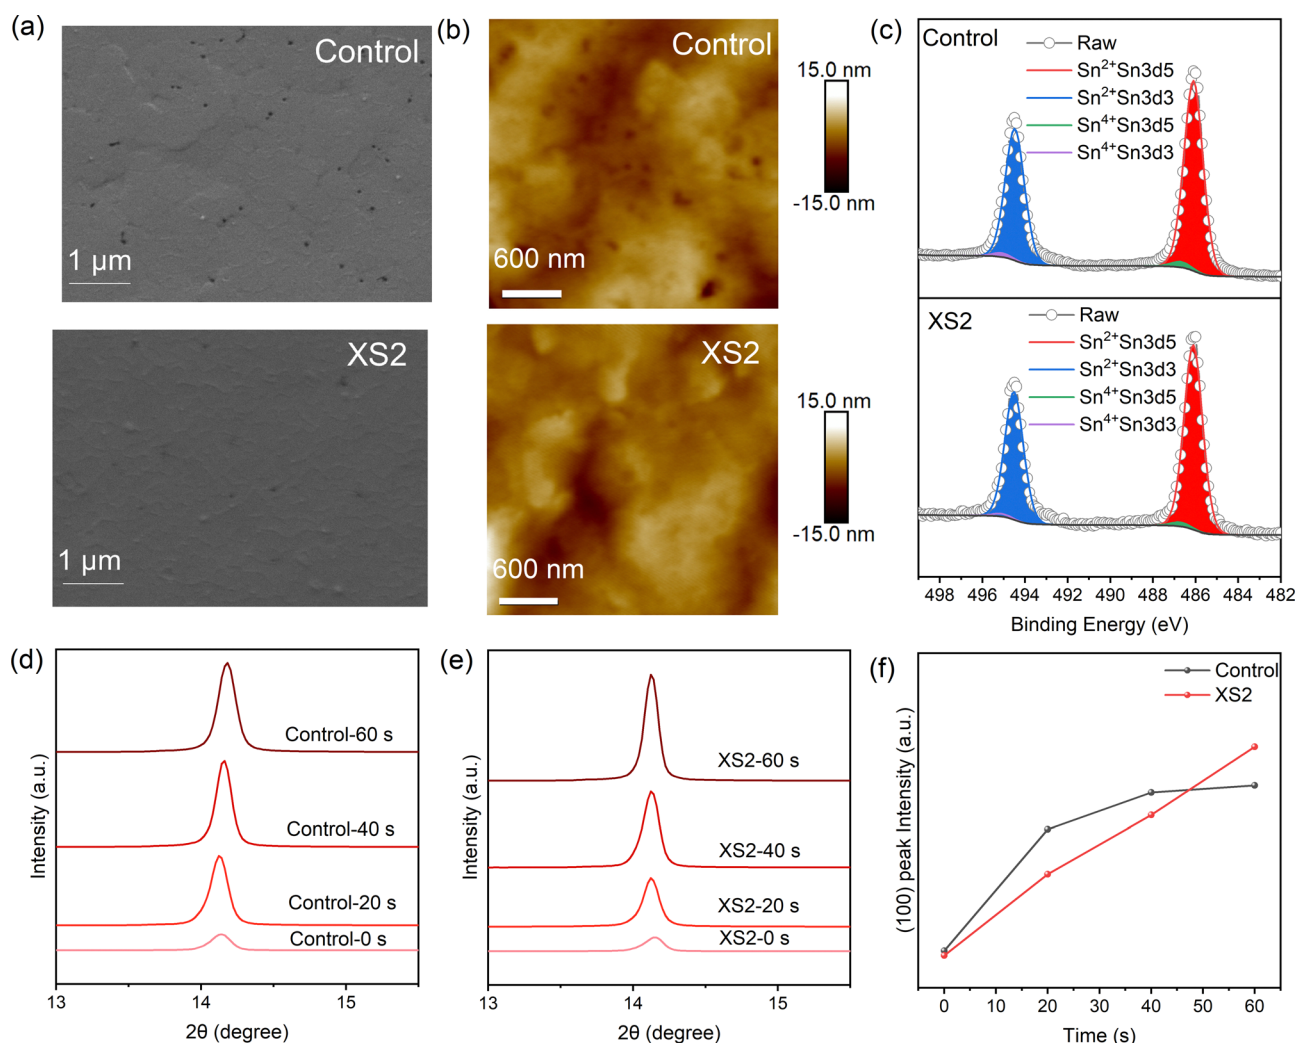 (a)
Control
1 μm
XS2
1 μm
(b)
Control
600 nm
15.0 nm
-15.0 nm
XS2
600 nm
15.0 nm
-15.0 nm
(c)
Control
Raw
Sn²⁺Sn3d5
Sn²⁺Sn3d3
Sn⁴⁺Sn3d5
Sn⁴⁺Sn3d3
XS2
Raw
Sn²⁺Sn3d5
Sn²⁺Sn3d3
Sn⁴⁺Sn3d5
Sn⁴⁺Sn3d3
498 496 494 492 490 488 486 484 482
Binding Energy (eV)
(d)
Intensity (a.u.)
Control-60 s
Control-40 s
Control-20 s
Control-0 s
13 14 15
2θ (degree)
(e)
Intensity (a.u.)
XS2-60 s
XS2-40 s
XS2-20 s
XS2-0 s
13 14 15
2θ (degree)
(f)
Control
XS2
(100) peak Intensity (a.u.)
0 10 20 30 40 50 60
Time (s)